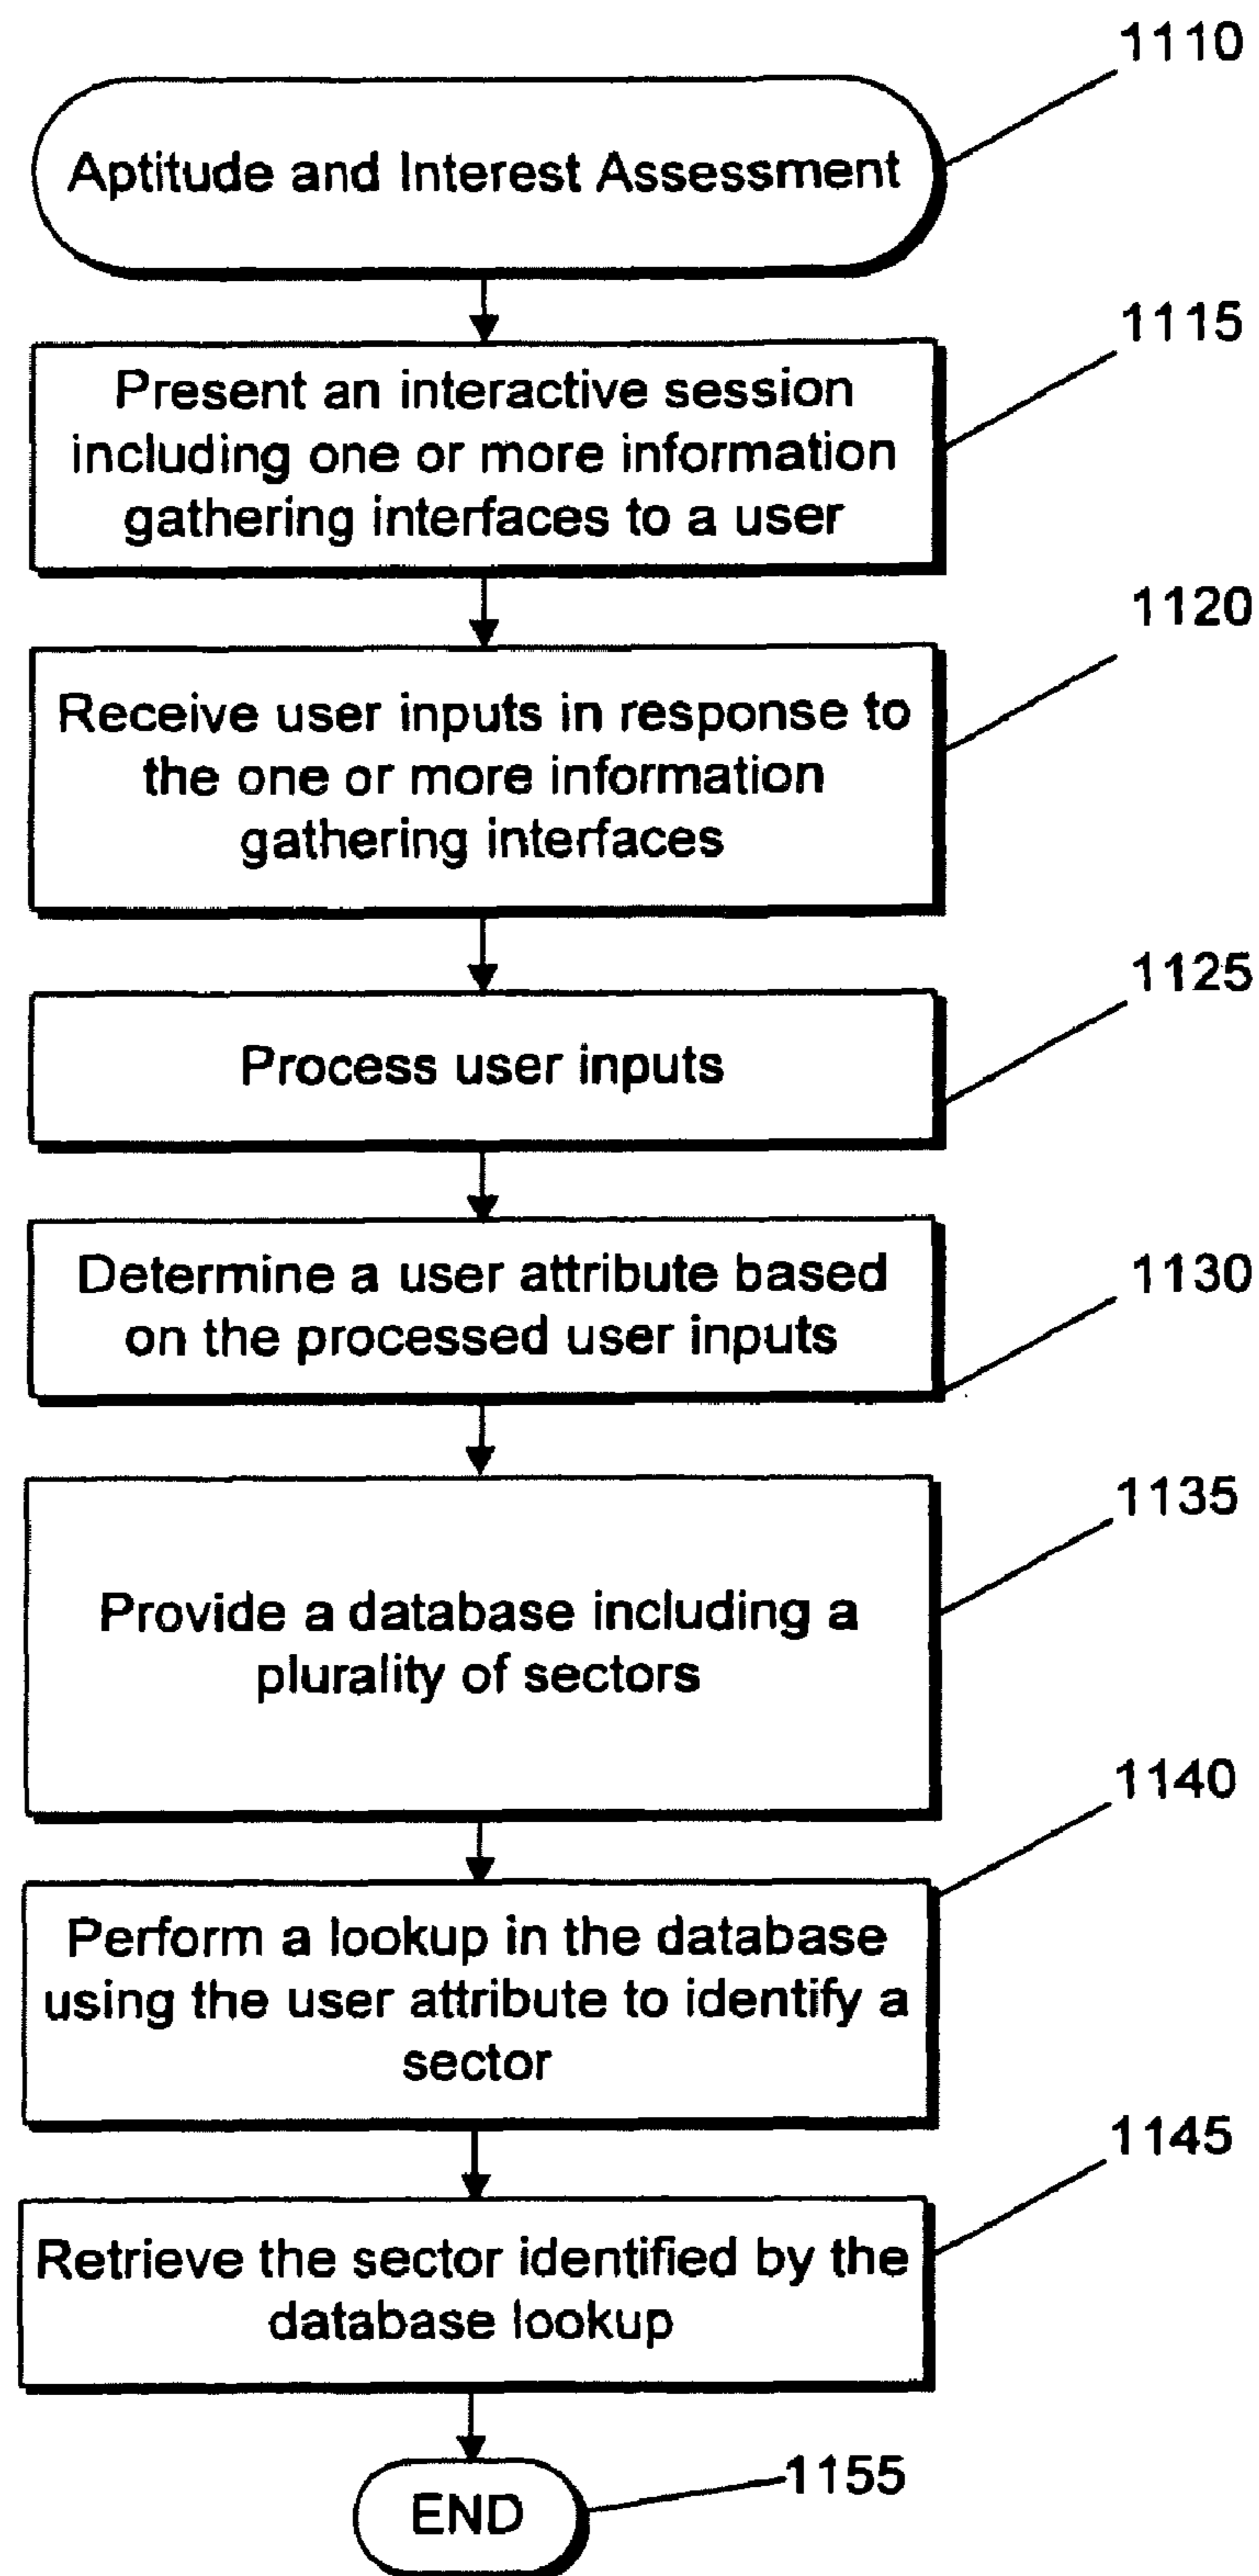 1110
Aptitude and Interest Assessment
1115
Present an interactive session
including one or more information
gathering interfaces to a user
1120
Receive user inputs in response to
the one or more information
gathering interfaces
1125
Process user inputs
1130
Determine a user attribute based
on the processed user inputs
1135
Provide a database including a
plurality of sectors
1140
Perform a lookup in the database
using the user attribute to identify a
sector
1145
Retrieve the sector identified by the
database lookup
1155
END